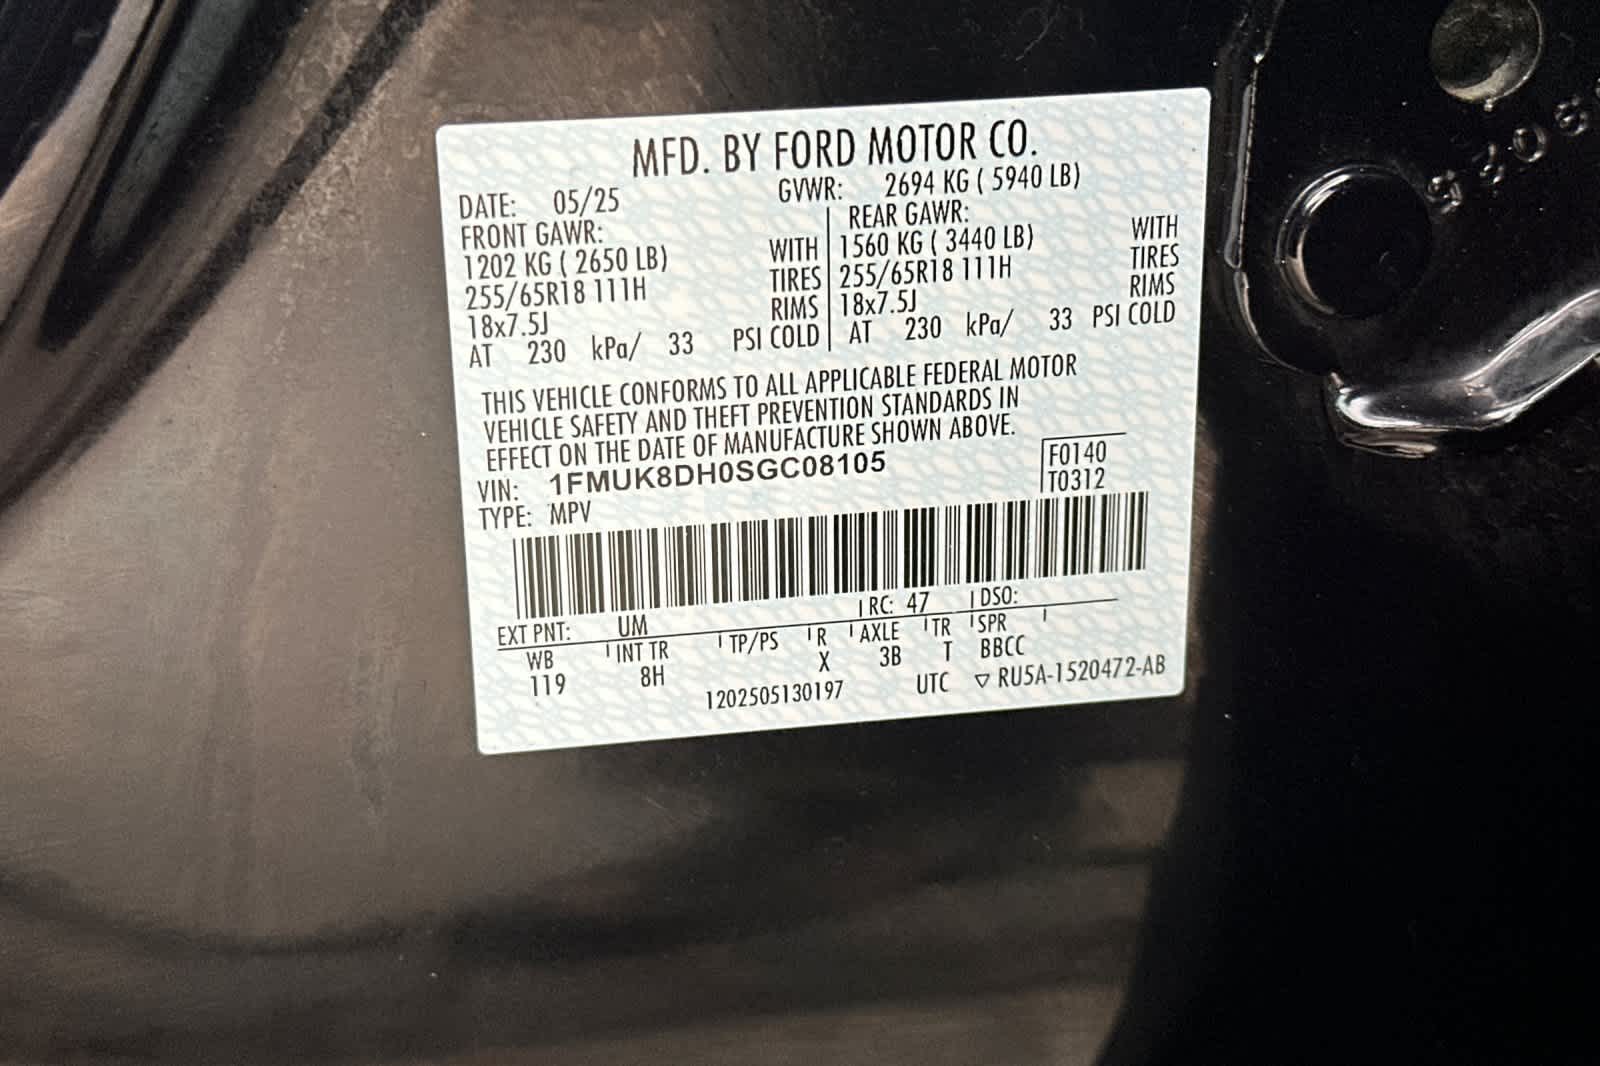 MFD. BY FORD MOTOR CO.
DATE: 05/25 GVWR: 2694 KG ( 5940 LB)
FRONT GAWR: REAR GAWR:
1202 KG ( 2650 LB) WITH 1560 KG ( 3440 LB) WITH
255/65R18 111H TIRES 255/65R18 111H TIRES
18x7.5J RIMS 18x7.5J RIMS
AT 230 kPa/ 33 PSI COLD AT 230 kPa/ 33 PSI COLD
THIS VEHICLE CONFORMS TO ALL APPLICABLE FEDERAL MOTOR
VEHICLE SAFETY AND THEFT PREVENTION STANDARDS IN
EFFECT ON THE DATE OF MANUFACTURE SHOWN ABOVE.
VIN: 1FMUK8DH0SGC08105 F0140
TYPE: MPV T0312
EXT PNT: UM RC: 47 DSO:
WB INT TR TP/PS R AXLE TR SPR
119 8H X 3B T BBCC
1202505130197 UTC ▽ RU5A-1520472-AB